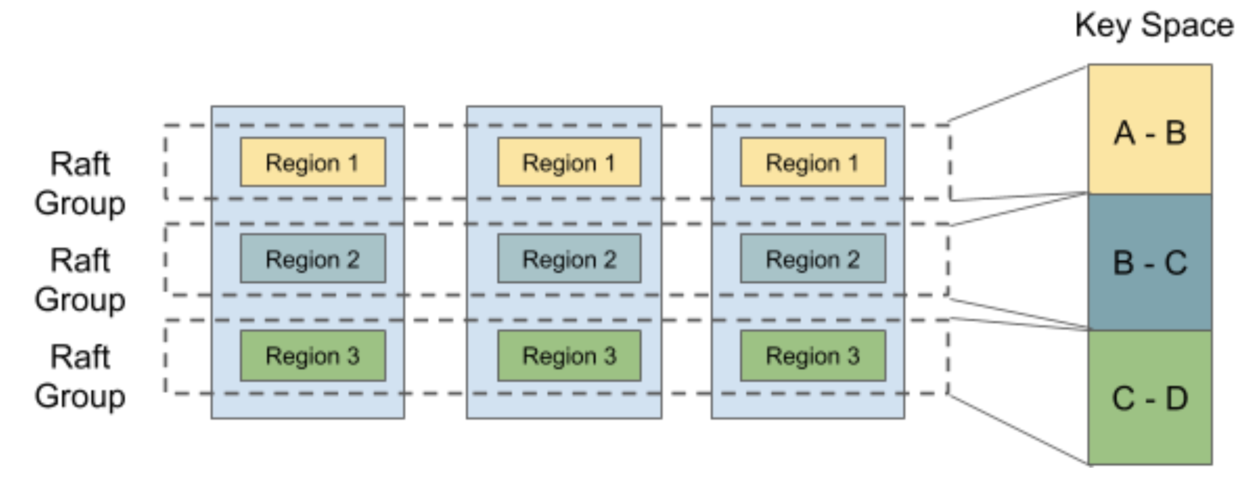 Key Space
Raft
Group
Region 1
Region 1
Region 1
A - B
Raft
Group
Region 2
Region 2
Region 2
B - C
Raft
Group
Region 3
Region 3
Region 3
C - D